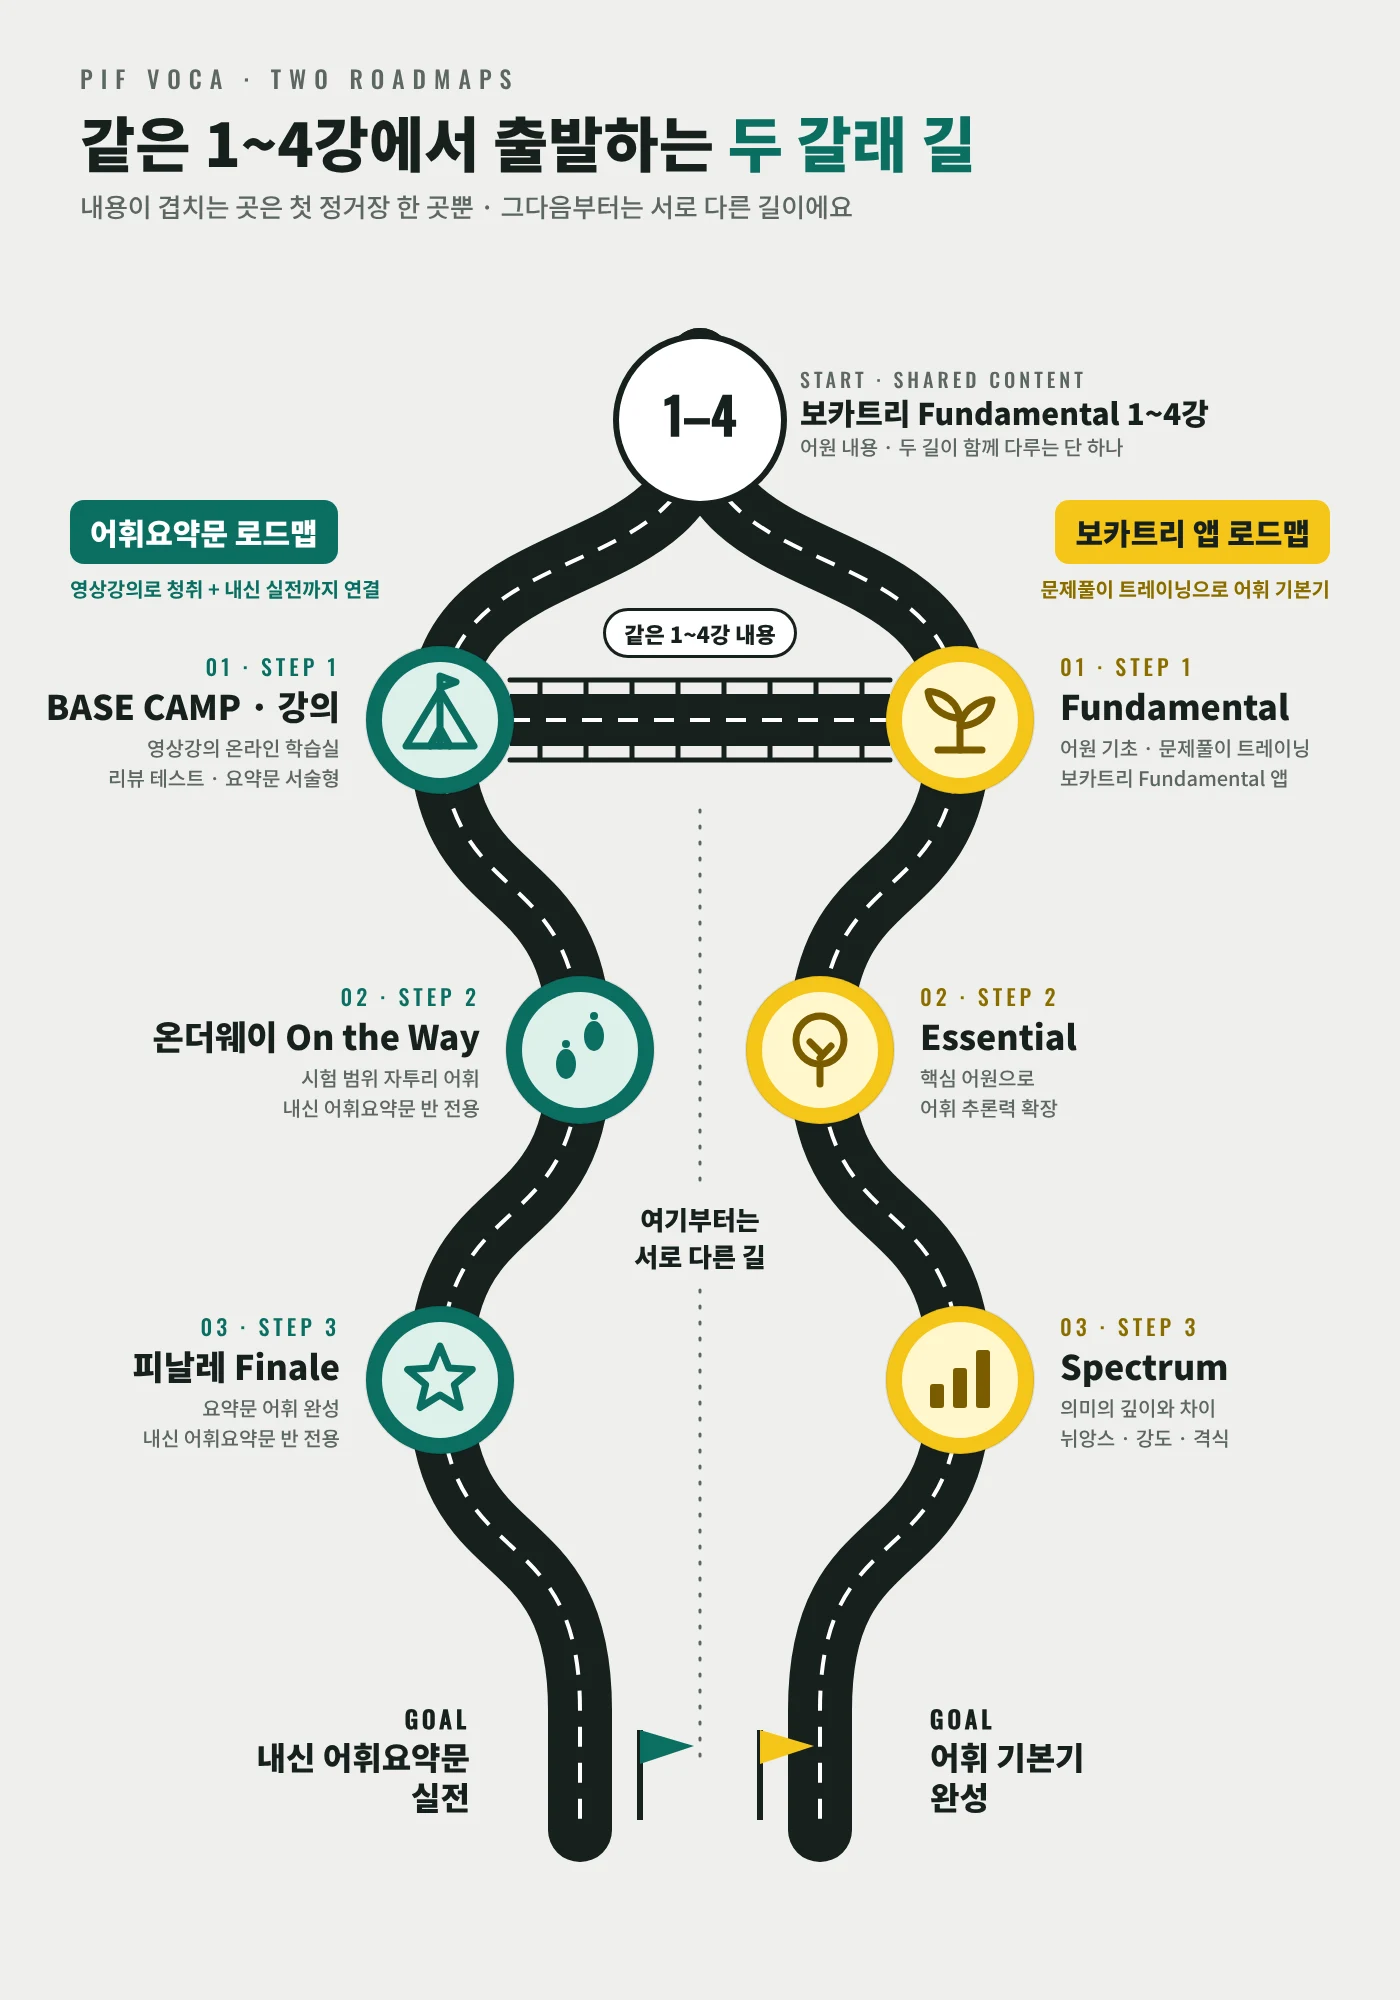 PIF VOCA · TWO ROADMAPS
같은 1~4강에서 출발하는 두 갈래 길
내용이 겹치는 곳은 첫 정거장 한 곳뿐 · 그다음부터는 서로 다른 길이에요
1–4
START · SHARED CONTENT
보카트리 Fundamental 1~4강
어원 내용 · 두 길이 함께 다루는 단 하나
어휘요약문 로드맵
영상강의로 청취 + 내신 실전까지 연결
보카트리 앱 로드맵
문제풀이 트레이닝으로 어휘 기본기
같은 1~4강 내용
01 · STEP 1
BASE CAMP · 강의
영상강의 온라인 학습실
리뷰 테스트 · 요약문 서술형
01 · STEP 1
Fundamental
어원 기초 · 문제풀이 트레이닝
보카트리 Fundamental 앱
02 · STEP 2
온더웨이 On the Way
시험 범위 자투리 어휘
내신 어휘요약문 반 전용
02 · STEP 2
Essential
핵심 어원으로
어휘 추론력 확장
여기부터는
서로 다른 길
03 · STEP 3
피날레 Finale
요약문 어휘 완성
내신 어휘요약문 반 전용
03 · STEP 3
Spectrum
의미의 깊이와 차이
뉘앙스 · 강도 · 격식
GOAL
내신 어휘요약문
실전
GOAL
어휘 기본기
완성